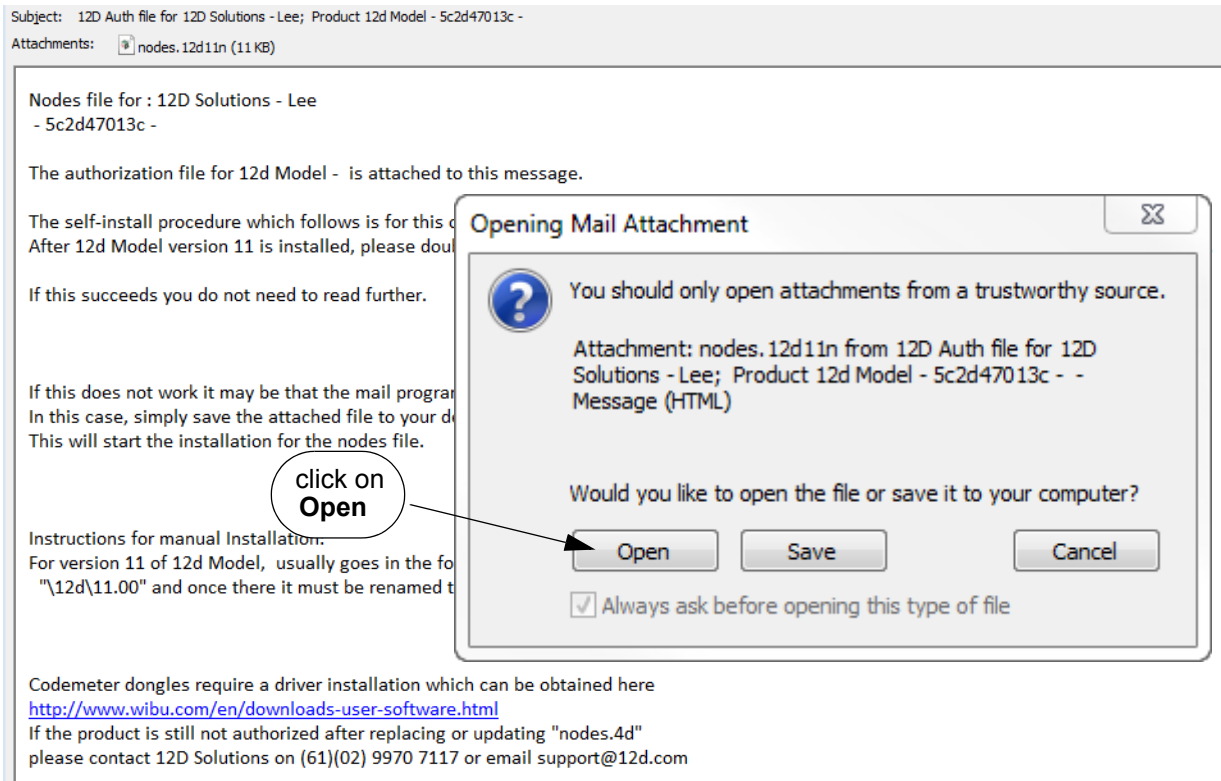 Subject: 12D Auth file for 12D Solutions - Lee; Product 12d Model - 5c2d47013c -
Attachments: nodes.12d11n (11 KB)
Nodes file for : 12D Solutions - Lee
- 5c2d47013c -
The authorization file for 12d Model - is attached to this message.
The self-install procedure which follows is for this
After 12d Model version 11 is installed, please
If this succeeds you do not need to read further.
If this does not work it may be that the mail
In this case, simply save the attached file to your
This will start the installation for the nodes file.
Instructions for manual Installation:
For version 11 of 12d Model, usually goes in the
"\12d\11.00" and once there it must be renamed
Codemeter dongles require a driver installation which can be obtained here
http://www.wibu.com/en/downloads-user-software.html
If the product is still not authorized after replacing or updating "nodes.4d"
please contact 12D Solutions on (61)(02) 9970 7117 or email support@12d.com
click on
Open
Opening Mail Attachment
You should only open attachments from a trustworthy source.
Attachment: nodes.12d11n from 12D Auth file for 12D
Solutions - Lee; Product 12d Model - 5c2d47013c - -
Message (HTML)
Would you like to open the file or save it to your computer?
Open Save Cancel
Always ask before opening this type of file